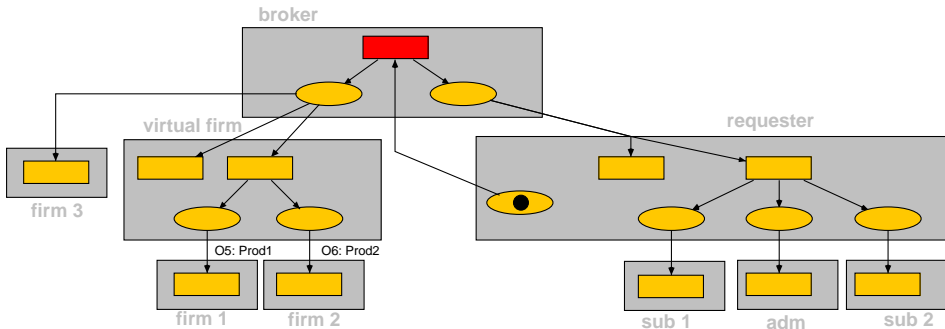 broker
virtual firm
requester
firm 3
O5: Prod1
O6: Prod2
firm 1
firm 2
sub 1
adm
sub 2